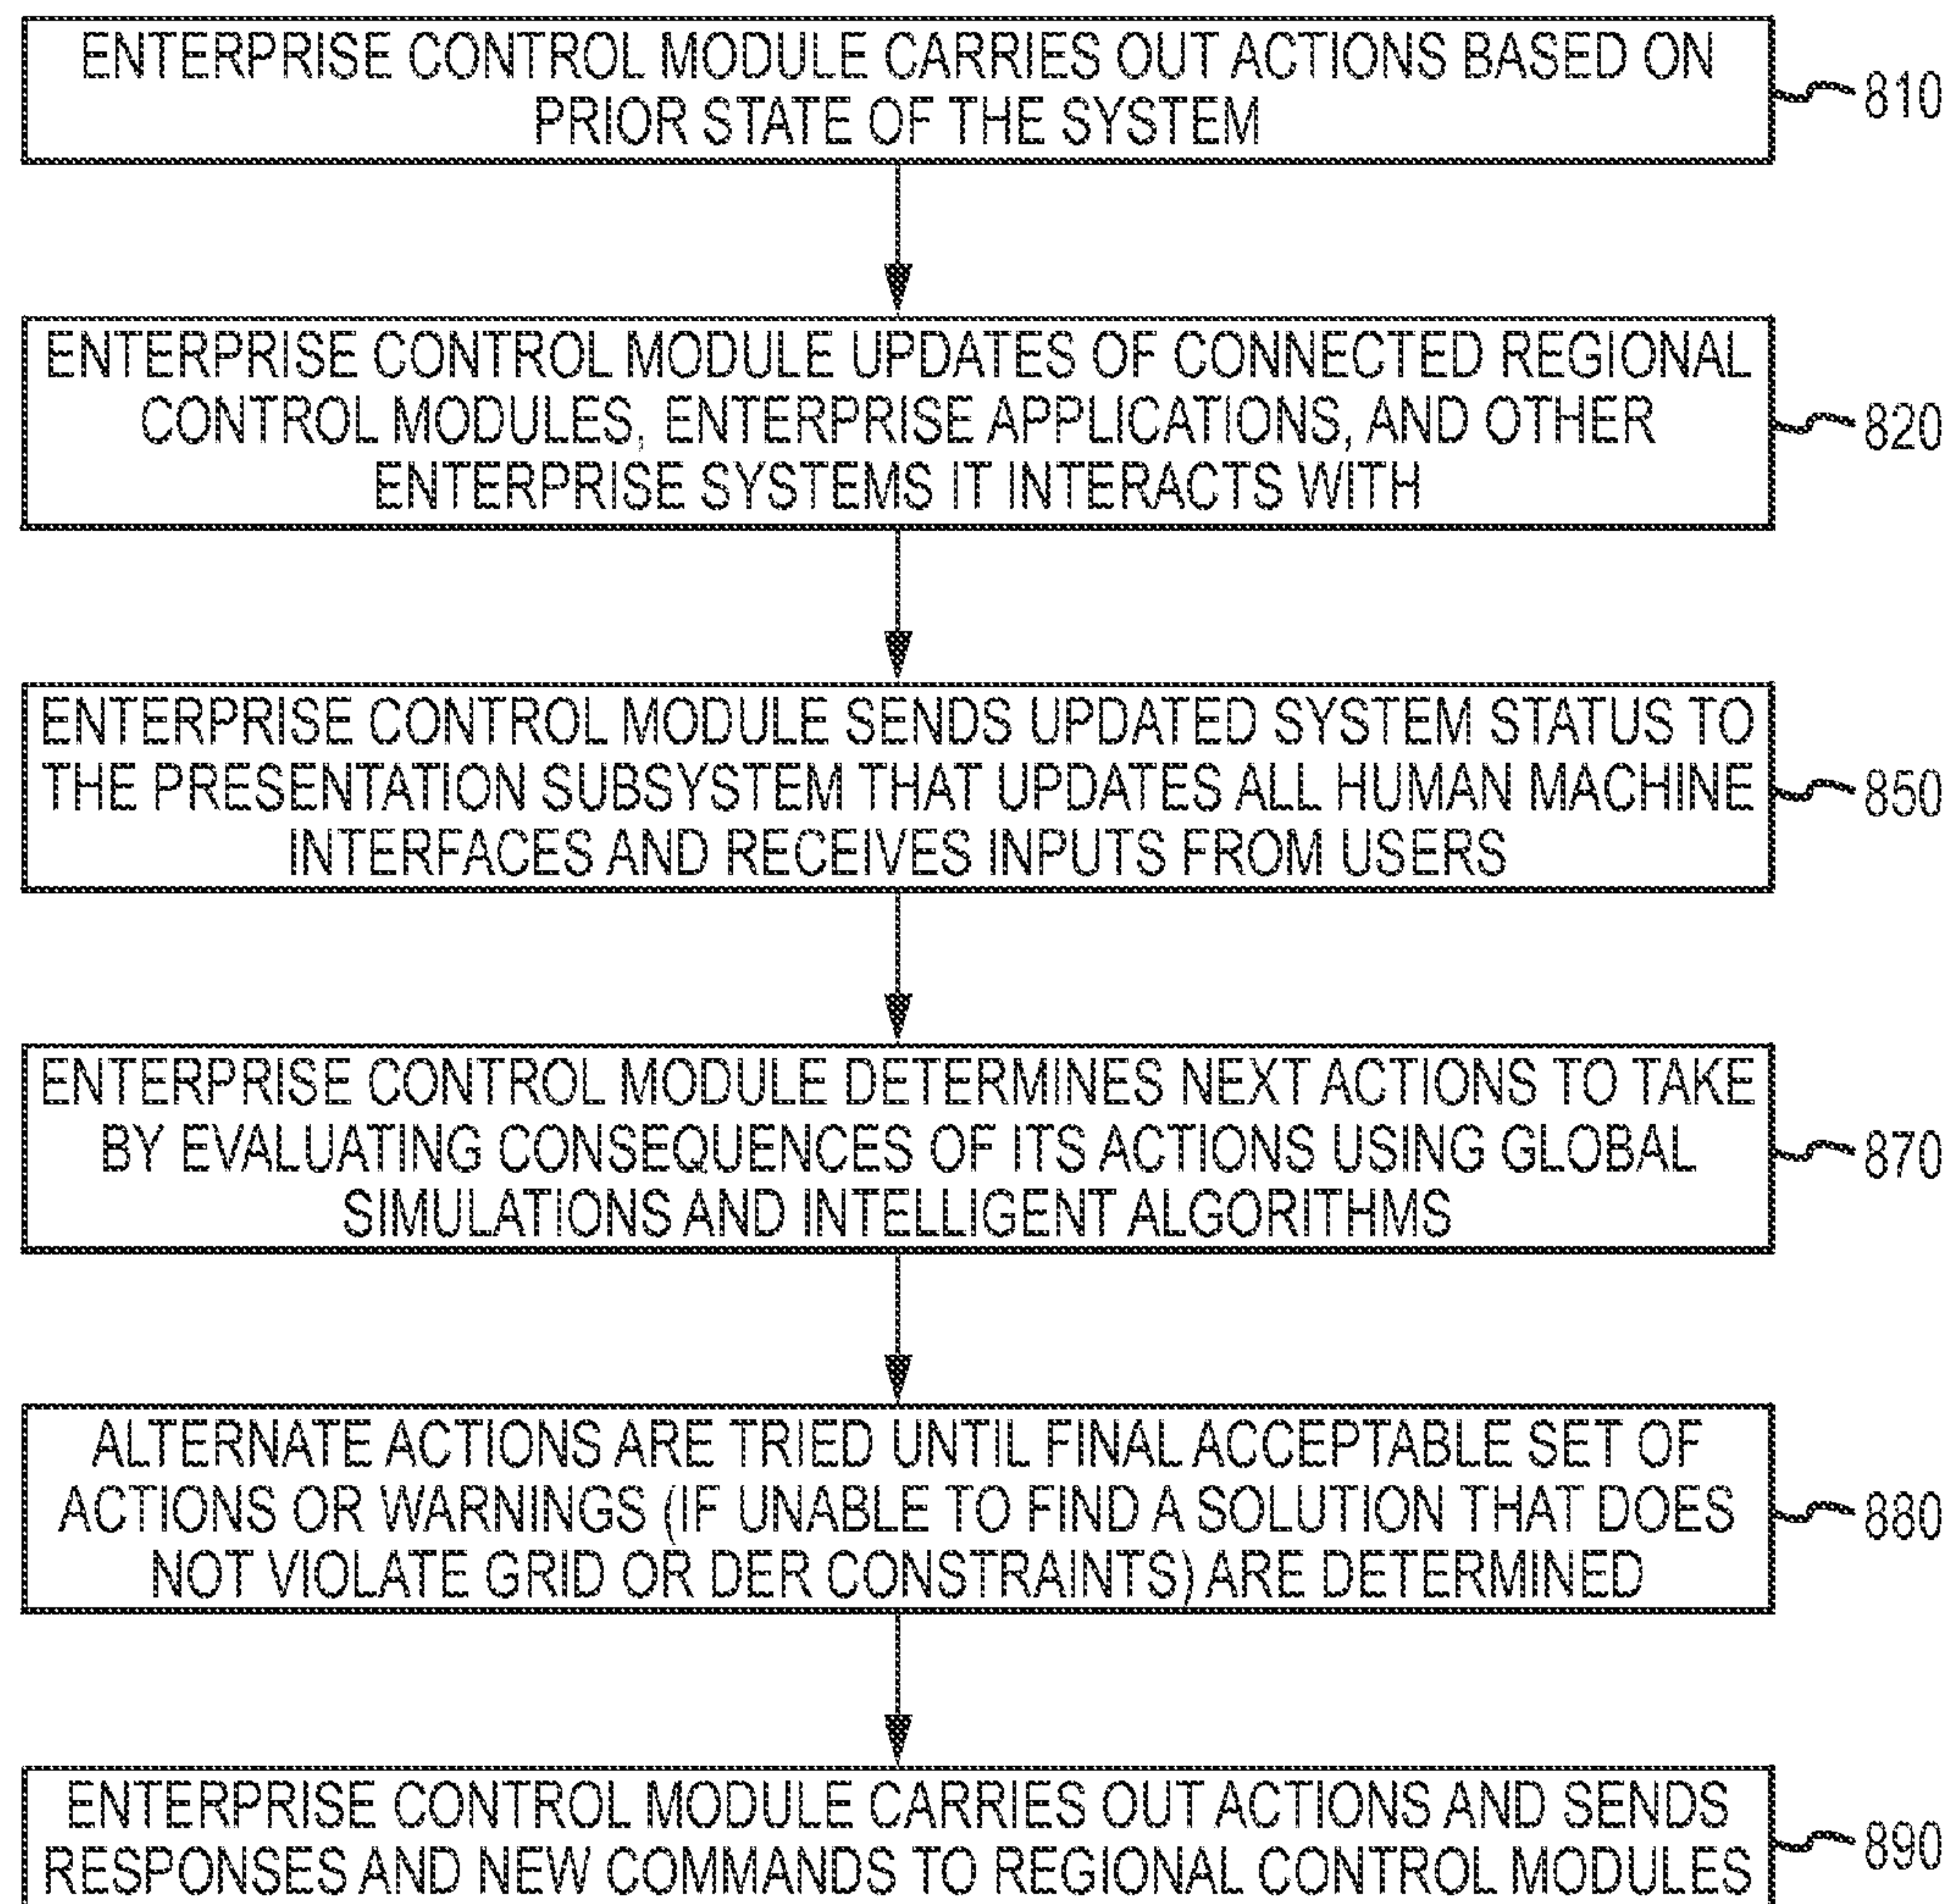 ENTERPRISE CONTROL MODULE CARRIES OUT ACTIONS BASED ON
PRIOR STATE OF THE SYSTEM
810
ENTERPRISE CONTROL MODULE UPDATES OF CONNECTED REGIONAL
CONTROL MODULES, ENTERPRISE APPLICATIONS, AND OTHER
ENTERPRISE SYSTEMS IT INTERACTS WITH
820
ENTERPRISE CONTROL MODULE SENDS UPDATED SYSTEM STATUS TO
THE PRESENTATION SUBSYSTEM THAT UPDATES ALL HUMAN MACHINE
INTERFACES AND RECEIVES INPUTS FROM USERS
850
ENTERPRISE CONTROL MODULE DETERMINES NEXT ACTIONS TO TAKE
BY EVALUATING CONSEQUENCES OF ITS ACTIONS USING GLOBAL
SIMULATIONS AND INTELLIGENT ALGORITHMS
870
ALTERNATE ACTIONS ARE TRIED UNTIL FINAL ACCEPTABLE SET OF
ACTIONS OR WARNINGS (IF UNABLE TO FIND A SOLUTION THAT DOES
NOT VIOLATE GRID OR DER CONSTRAINTS) ARE DETERMINED
880
ENTERPRISE CONTROL MODULE CARRIES OUT ACTIONS AND SENDS
RESPONSES AND NEW COMMANDS TO REGIONAL CONTROL MODULES
890